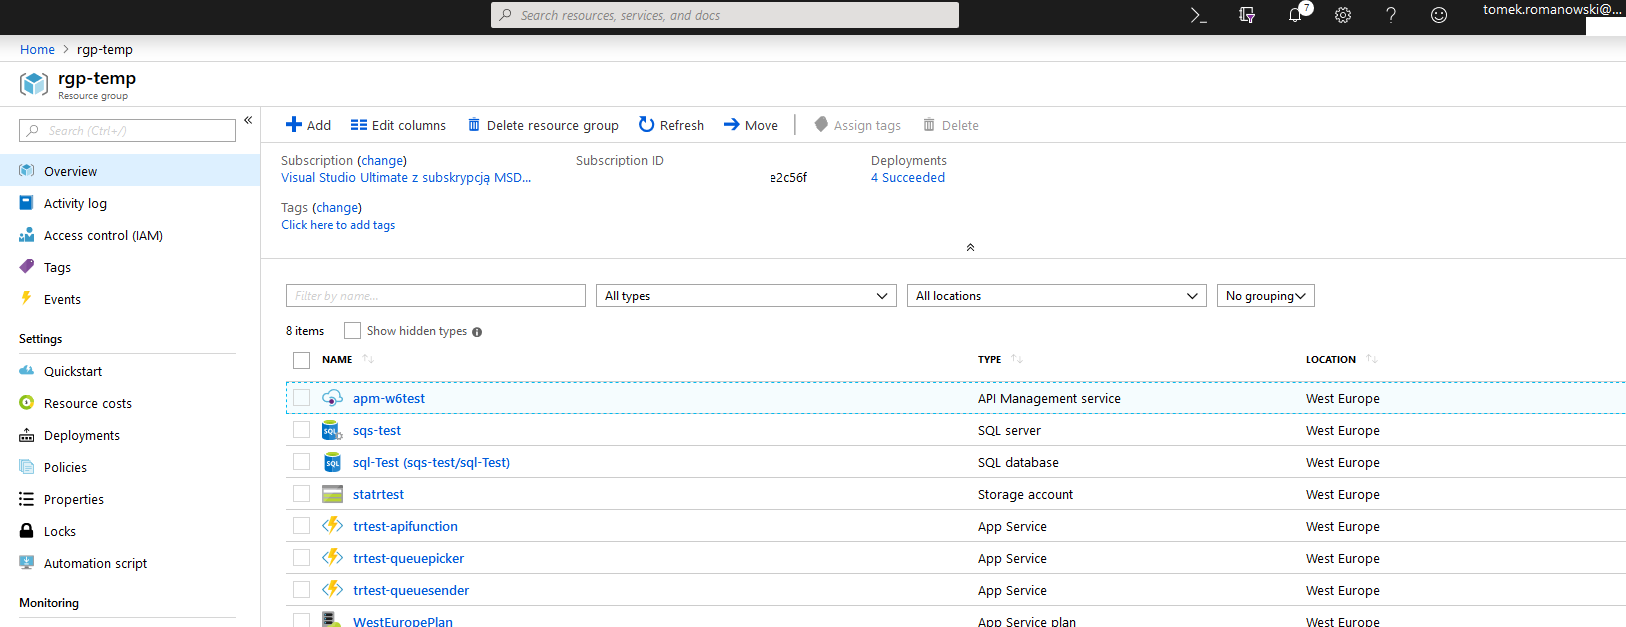 Search resources, services, and docs
7
tomek.romanowski@...
Home > rgp-temp
rgp-temp
Resource group
Search (Ctrl+/)
«
Overview
Activity log
Access control (IAM)
Tags
Events
Settings
Quickstart
Resource costs
Deployments
Policies
Properties
Locks
Automation script
Monitoring
Add Edit columns Delete resource group Refresh Move Assign tags Delete
Subscription (change) Subscription ID Deployments
Visual Studio Ultimate z subskrypcją MSD... e2c56f 4 Succeeded
Tags (change)
Click here to add tags
Filter by name... All types All locations No grouping
8 items Show hidden types
NAME TYPE LOCATION
apm-w6test API Management service West Europe
sqs-test SQL server West Europe
sql-Test (sqs-test/sql-Test) SQL database West Europe
statrtest Storage account West Europe
trtest-apifunction App Service West Europe
trtest-queuepicker App Service West Europe
trtest-queuesender App Service West Europe
WestEuropePlan App Service plan West Europe